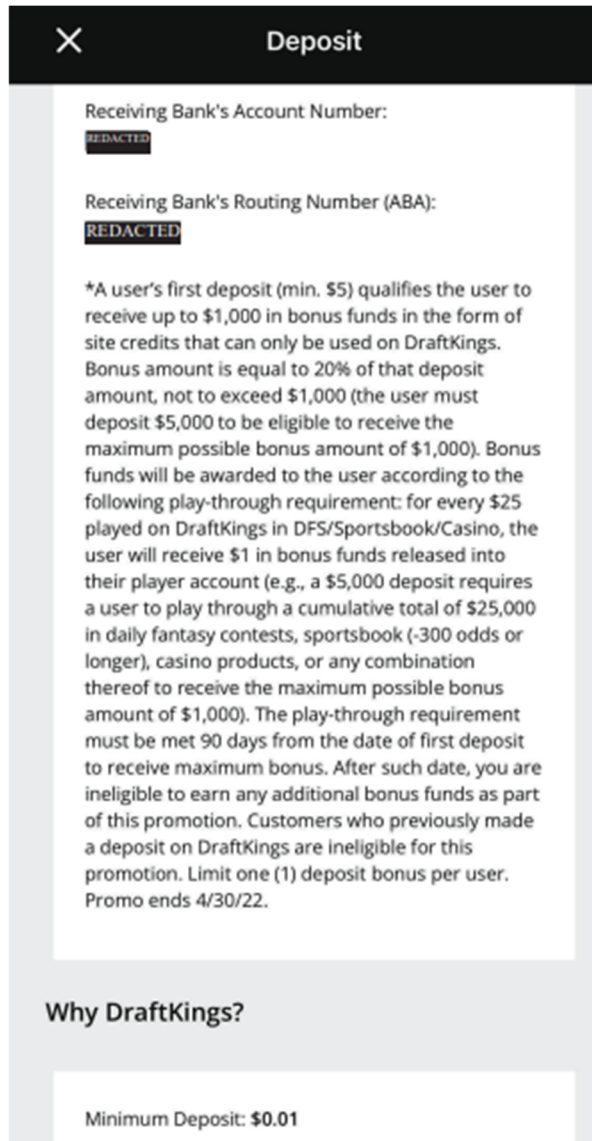 Deposit
Receiving Bank's Account Number:
REDACTED
Receiving Bank's Routing Number (ABA):
REDACTED
*A user's first deposit (min. $5) qualifies the user to
receive up to $1,000 in bonus funds in the form of
site credits that can only be used on DraftKings.
Bonus amount is equal to 20% of that deposit
amount, not to exceed $1,000 (the user must
deposit $5,000 to be eligible to receive the
maximum possible bonus amount of $1,000). Bonus
funds will be awarded to the user according to the
following play-through requirement: for every $25
played on DraftKings in DFS/Sportsbook/Casino, the
user will receive $1 in bonus funds released into
their player account (e.g., a $5,000 deposit requires
a user to play through a cumulative total of $25,000
in daily fantasy contests, sportsbook (-300 odds or
longer), casino products, or any combination
thereof to receive the maximum possible bonus
amount of $1,000). The play-through requirement
must be met 90 days from the date of first deposit
to receive maximum bonus. After such date, you are
ineligible to earn any additional bonus funds as part
of this promotion. Customers who previously made
a deposit on DraftKings are ineligible for this
promotion. Limit one (1) deposit bonus per user.
Promo ends 4/30/22.
Why DraftKings?
Minimum Deposit: $0.01